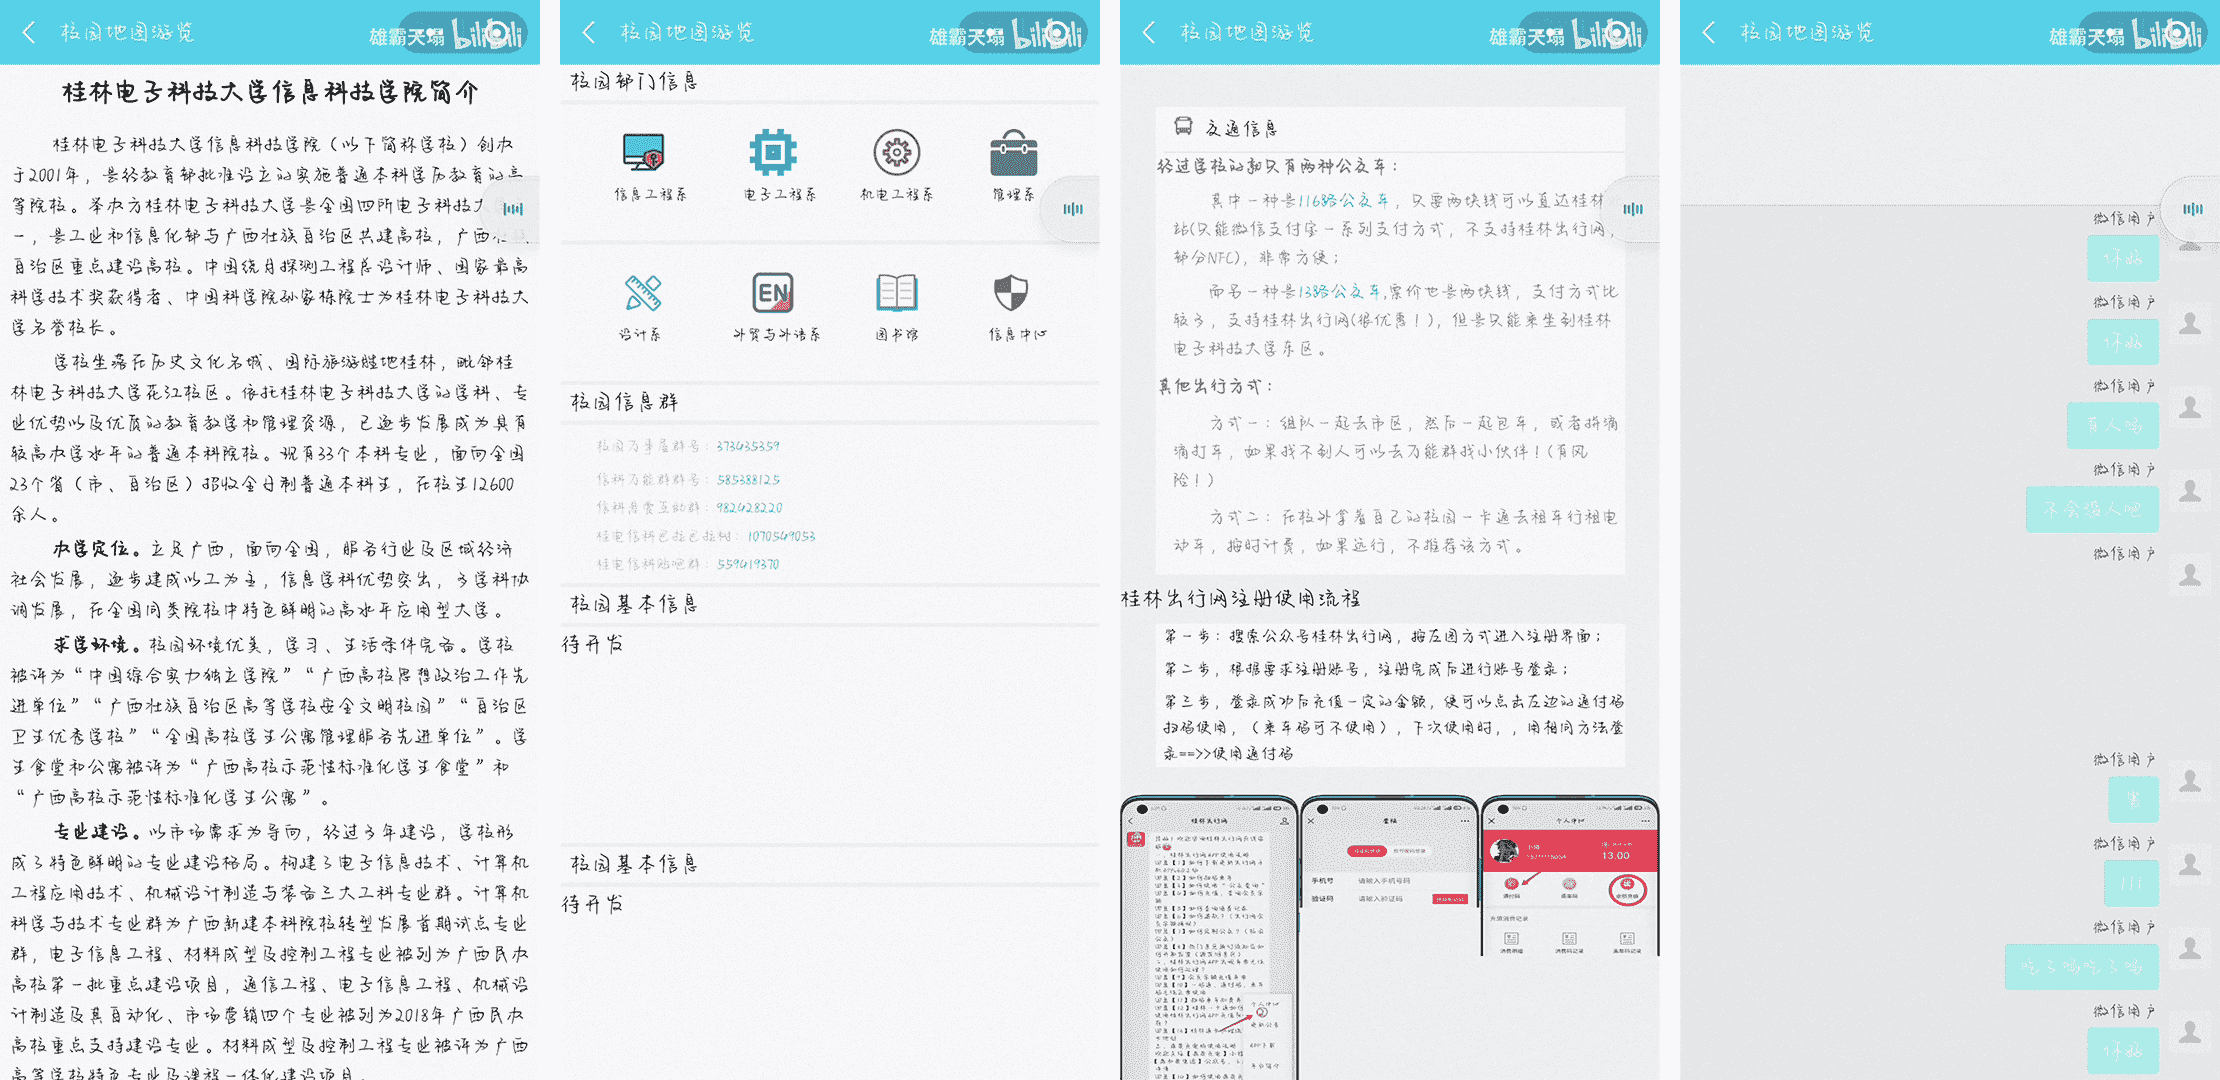 校园地图游览
雄霸天塌 bilibili
桂林电子科技大学信息科技学院简介
桂林电子科技大学信息科技学院（以下简称学校）创办
于2001年，是经教育部批准设立的实施普通本科学历教育的高
等院校。举办方桂林电子科技大学是全国四所电子科技大
一，是工业和信息化部与广西壮族自治区共建高校，广西壮族
自治区重点建设高校。中国绕月探测工程总设计师、国家最高
科学技术奖获得者、中国科学院孙家栋院士为桂林电子科技大
学名誉校长。
学校坐落在历史文化名城、国际旅游胜地桂林，毗邻桂
林电子科技大学花江校区。依托桂林电子科技大学的学科、专
业优势以及优质的教育教学和管理资源，已逐步发展成为具有
较高办学水平的普通本科院校。现有33个本科专业，面向全国
23个省（市、自治区）招收全日制普通本科生，在校生12600
余人。
办学定位。立足广西，面向全国，服务行业及区域经济
社会发展，逐步建成以工为主，信息学科优势突出，多学科协
调发展，在全国同类院校中特色鲜明的高水平应用型大学。
求学环境。校园环境优美，学习、生活条件完备。学校
被评为“中国综合实力独立学院”“广西高校思想政治工作先
进单位”“广西壮族自治区高等学校安全文明校园”“自治区
卫生优秀学校”“全国高校学生公寓管理服务先进单位”。学
生食堂和公寓被评为“广西高校示范性标准化学生食堂”和
“广西高校示范性标准化学生公寓”。
专业建设。以市场需求为导向，经过多年建设，学校形
成了特色鲜明的专业建设格局。构建了电子信息技术、计算机
工程应用技术、机械设计制造与装备三大工科专业群。计算机
科学与技术专业群为广西新建本科院校转型发展首期试点专业
群，电子信息工程、材料成型及控制工程专业被列为广西民办
高校第一批重点建设项目，通信工程、电子信息工程、机械设
计制造及其自动化、市场营销四个专业被列为2018年广西民办
高校重点支持建设专业。材料成型及控制工程专业被评为广西
高等学校特色专业及课程一体化建设项目。
校园地图游览
雄霸天塌 bilibili
校园部门信息
信息工程系
电子工程系
机电工程系
管理系
EN
设计系
外贸与外语系
图书馆
信息中心
校园信息群
校园万事屋群号：373435359
信科万能群群号：585388125
信科恳爱互助群：982428220
桂电信科芭拉芭拉树：1070549053
桂电信科贴吧群：559419370
校园基本信息
待开发
校园基本信息
待开发
校园地图游览
雄霸天塌 bilibili
交通信息
经过学校的勃只有两种公交车：
其中一种是116路公交车，只要两块钱可以直达桂林
站(只能微信支付宝一系列支付方式，不支持桂林出行网，
部分NFC)，非常方便；
而另一种是13路公交车,票价也是两块钱，支付方式比
较多，支持桂林出行网(很优惠！)，但是只能乘坐到桂林
电子科技大学东区。
其他出行方式：
方式一：组队一起去市区，然后一起包车，或者拼滴
滴打车，如果找不到人可以去万能群找小伙伴！(有风
险！)
方式二：在校外拿着自己的校园一卡通去租车行租电
动车，按时计费，如果远行，不推荐该方式。
桂林出行网注册使用流程
第一步：搜索公众号桂林出行网，按左图方式进入注册界面；
第二步，根据要求注册账号，注册完成后进行账号登录；
第三步，登录成功后充值一定的金额，便可以点击左边的通付码
扫码使用，（乘车码可不使用），下次使用时，，用相同方法登
录==>>使用通付码
桂林出行网
登陆
手机号 请输入手机号码
验证码 请输入验证码
个人中心
13.00
校园地图游览
雄霸天塌 bilibili
微信用户
你好
微信用户
你好
微信用户
有人吗
微信用户
不会没人吧
微信用户
微信用户
微信用户
111
微信用户
吃了吗吃了吗
微信用户
你好